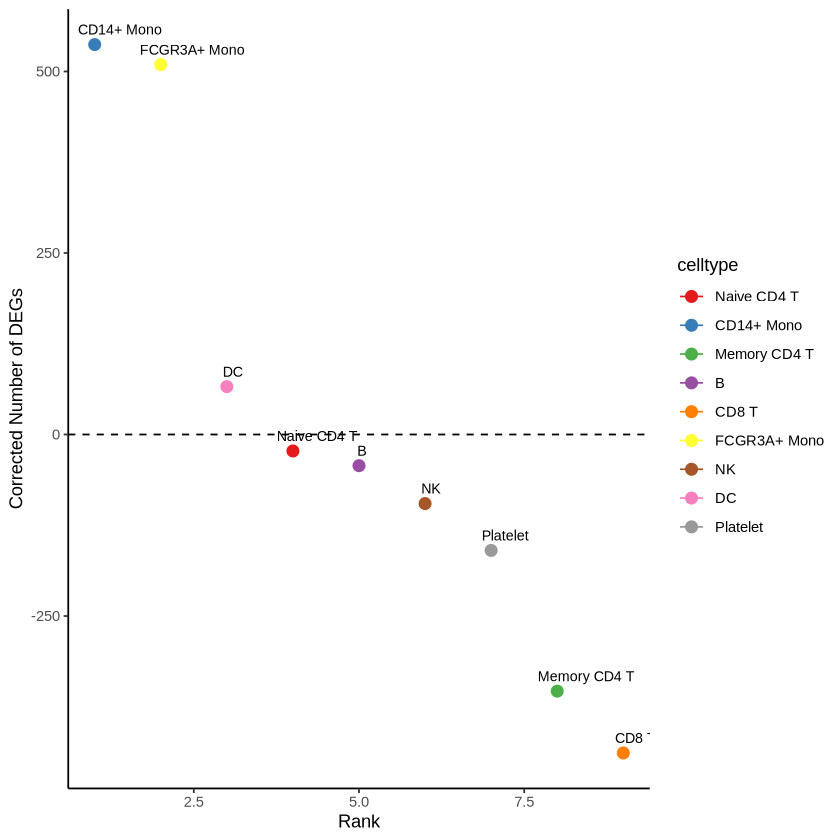 CD14+ Mono
FCGR3A+ Mono
DC
Naive CD4 T
B
NK
Platelet
Memory CD4 T
CD8
500
250
0
-250
2.5 5.0 7.5
Rank
Corrected Number of DEGs
celltype
Naive CD4 T
CD14+ Mono
Memory CD4 T
B
CD8 T
FCGR3A+ Mono
NK
DC
Platelet